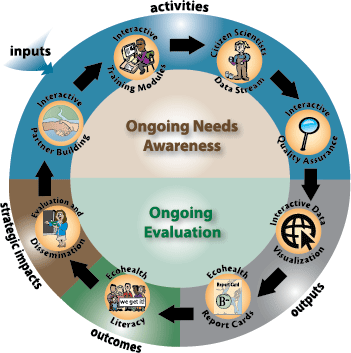 activities
inputs
Interactive
Training Modules
Citizen Scientists
Data Stream
Interactive
Partner Building
Interactive
Quality Assurance
Ongoing Needs
Awareness
Ongoing
Evaluation
Evaluation and
Dissemination
Interactive Data
Visualization
strategic impacts
Ecohealth
we get it!
Literacy
Ecohealth
Report Card
B-
Report Cards
outcomes
outputs